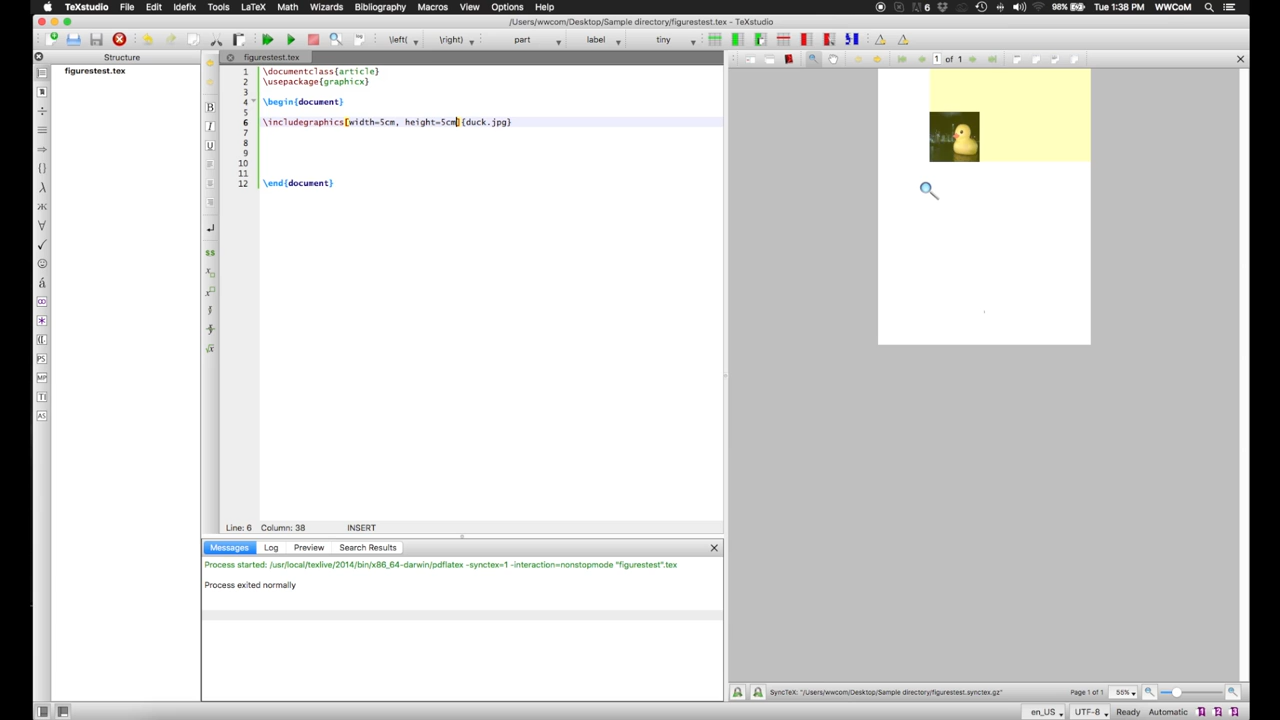 TeXstudio File Edit Idefix Tools LaTeX Math Wizards Bibliography Macros View Options Help
6 98% Tue 1:38 PM WWCoM
/Users/wwcom/Desktop/Sample directory/figurestest.tex - TeXstudio
\left( \right) part label tiny
Structure
figurestest.tex
1 of 1
figurestest.tex
1 \documentclass{article}
2 \usepackage{graphicx}
3
4 \begin{document}
5
6 \includegraphics[width=5cm, height=5cm]{duck.jpg}
7
8
9
10
11
12 \end{document}
Line: 6 Column: 38 INSERT
Messages Log Preview Search Results
Process started: /usr/local/texlive/2014/bin/x86_64-darwin/pdflatex -synctex=1 -interaction=nonstopmode "figurestest".tex
Process exited normally
SyncTeX: "/Users/wwcom/Desktop/Sample directory/figurestest.synctex.gz" Page 1 of 1 55%
en_US UTF-8 Ready Automatic